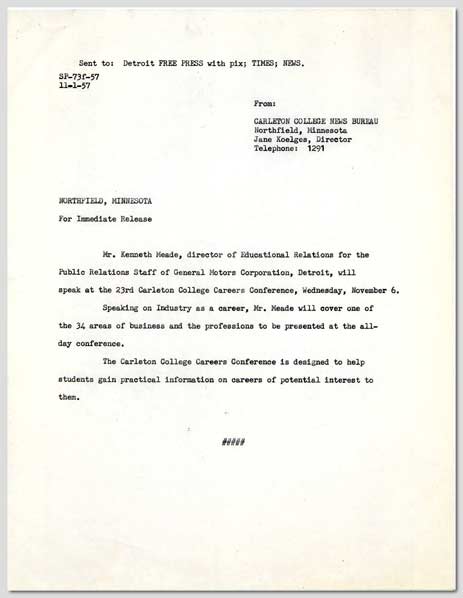 Sent to: Detroit FREE PRESS with pix; TIMES; NEWS.
SP-73f-57
11-1-57
From:
CARLETON COLLEGE NEWS BUREAU
Northfield, Minnesota
Jane Koelges, Director
Telephone: 1291
NORTHFIELD, MINNESOTA
For Immediate Release
Mr. Kenneth Meade, director of Educational Relations for the
Public Relations Staff of General Motors Corporation, Detroit, will
speak at the 23rd Carleton College Careers Conference, Wednesday, November 6.
Speaking on Industry as a career, Mr. Meade will cover one of
the 34 areas of business and the professions to be presented at the all-
day conference.
The Carleton College Careers Conference is designed to help
students gain practical information on careers of potential interest to
them.
#####